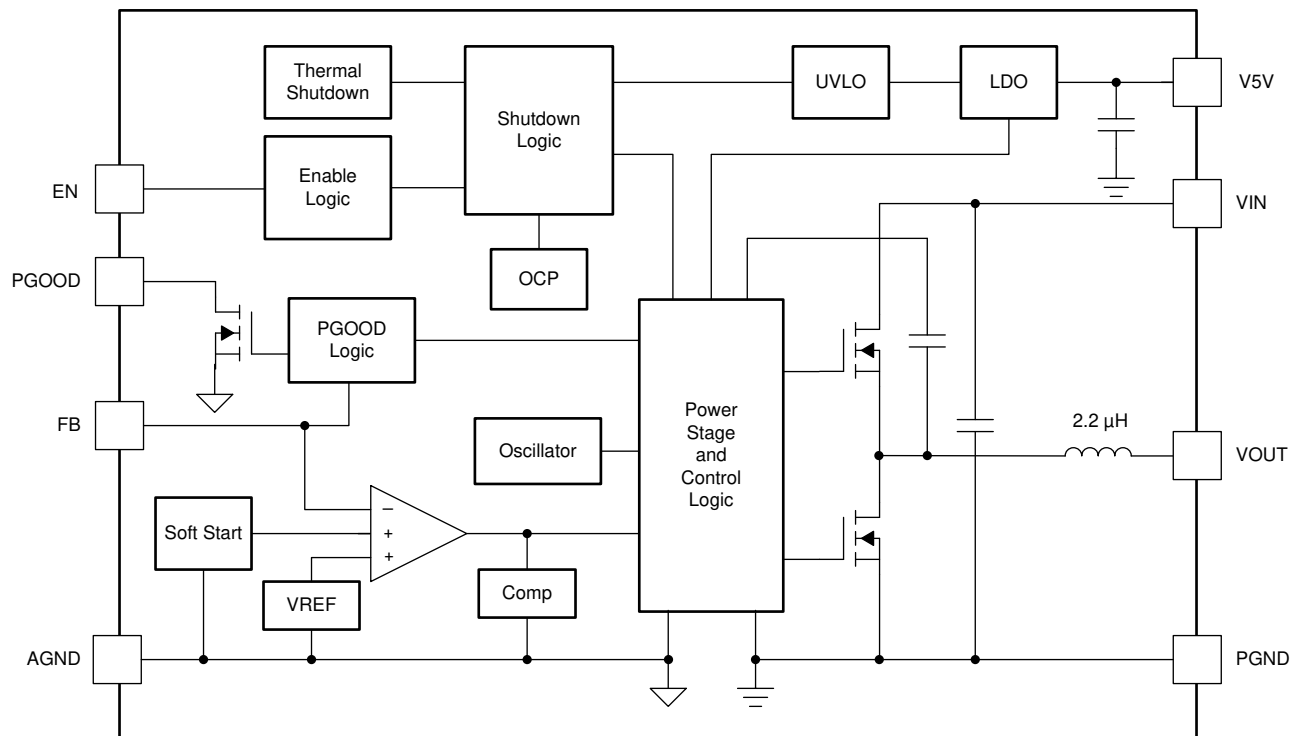 Thermal
Shutdown
Shutdown
Logic
UVLO
LDO
V5V
EN
Enable
Logic
VIN
PGOOD
OCP
PGOOD
Logic
FB
Power
Stage
and
Control
Logic
2.2 µH
Oscillator
VOUT
Soft Start
−
+
+
VREF
Comp
AGND
PGND